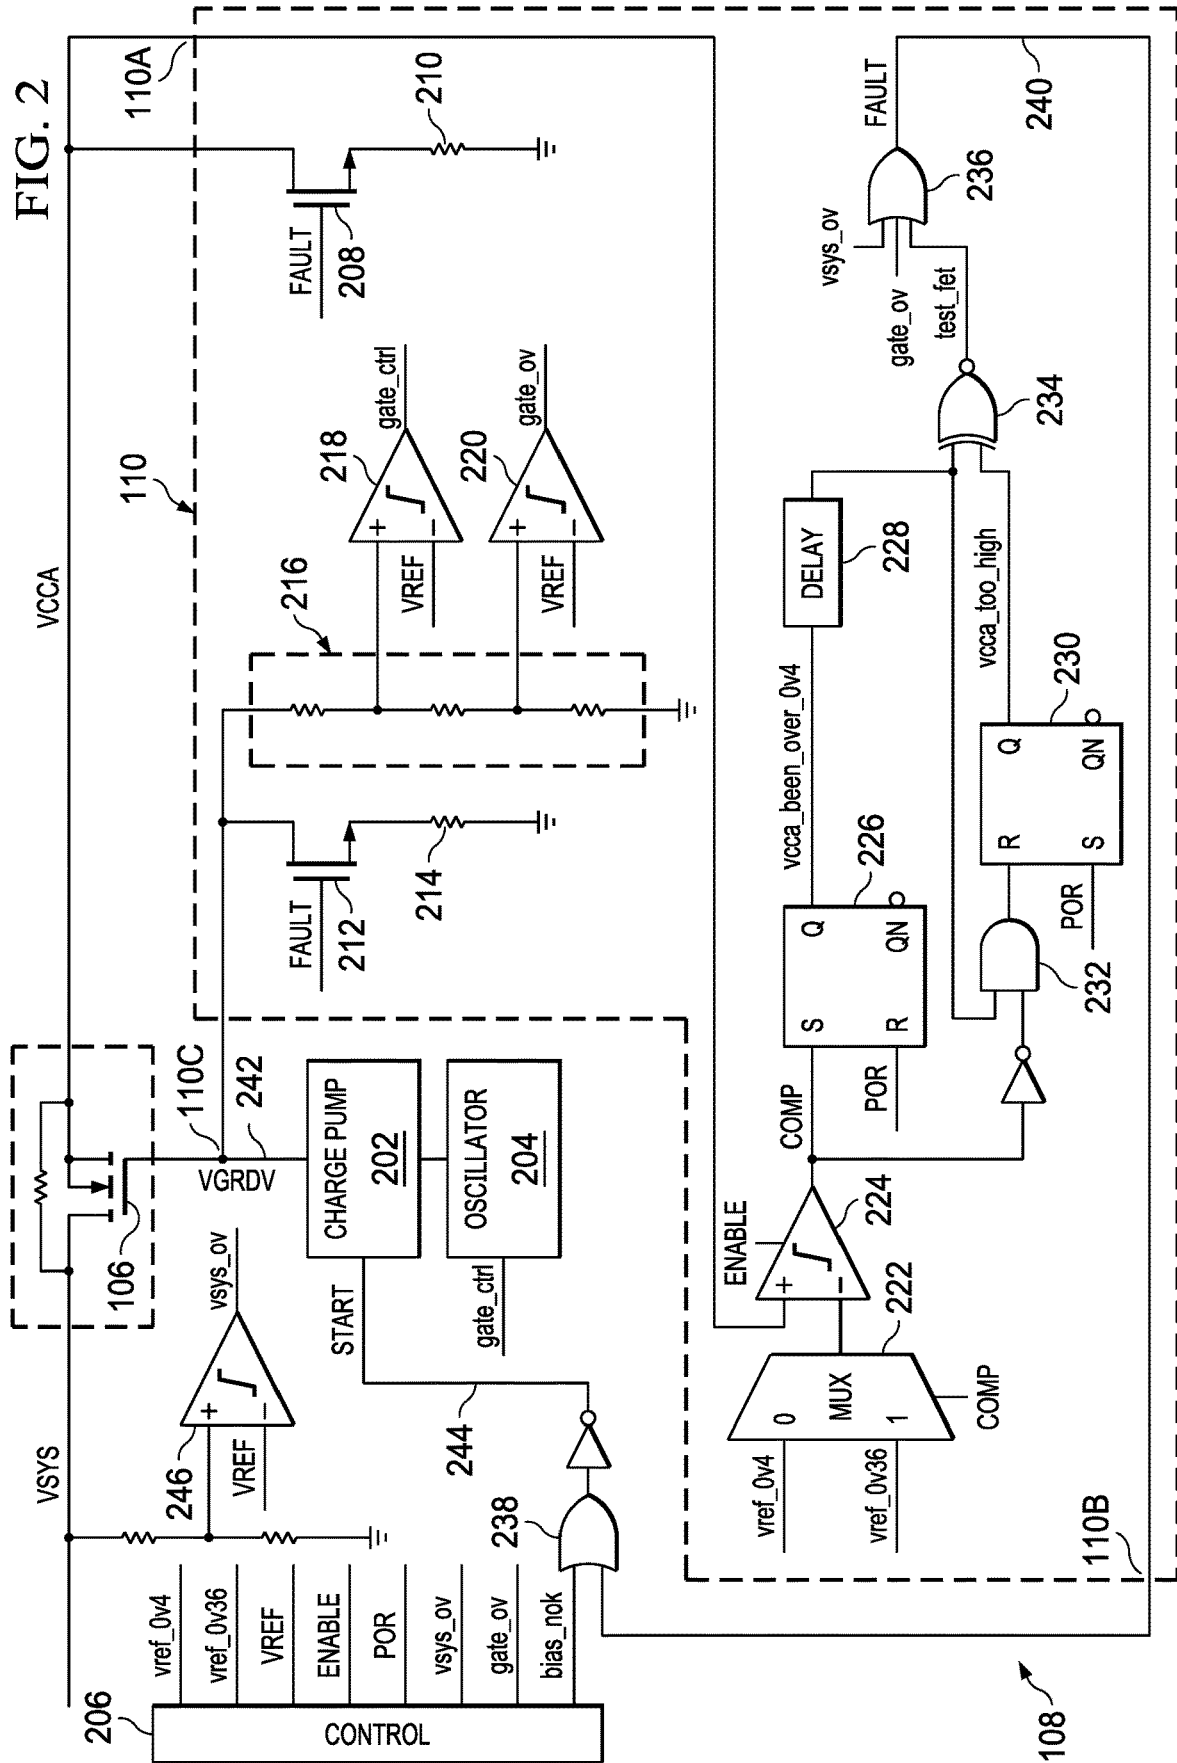 FIG. 2
VSYS
106
VCCA
110A
110
246
VREF
vsys_ov
110C
VGRDV
242
FAULT
212
214
216
VREF
218
gate_ctrl
VREF
220
gate_ov
FAULT
208
210
206
CONTROL
vref_0v4
vref_0v36
VREF
ENABLE
POR
vsys_ov
gate_ov
bias_nok
238
244
START
CHARGE PUMP
202
OSCILLATOR
204
gate_ctrl
vref_0v4
vref_0v36
0
MUX
1
222
COMP
ENABLE
+
−
224
COMP
POR
S
R
Q
QN
226
vcca_been_over_0v4
DELAY
228
232
POR
R
S
Q
QN
230
vcca_too_high
234
test_fet
gate_ov
vsys_ov
236
FAULT
240
110B
108
+
−
+
−
+
−